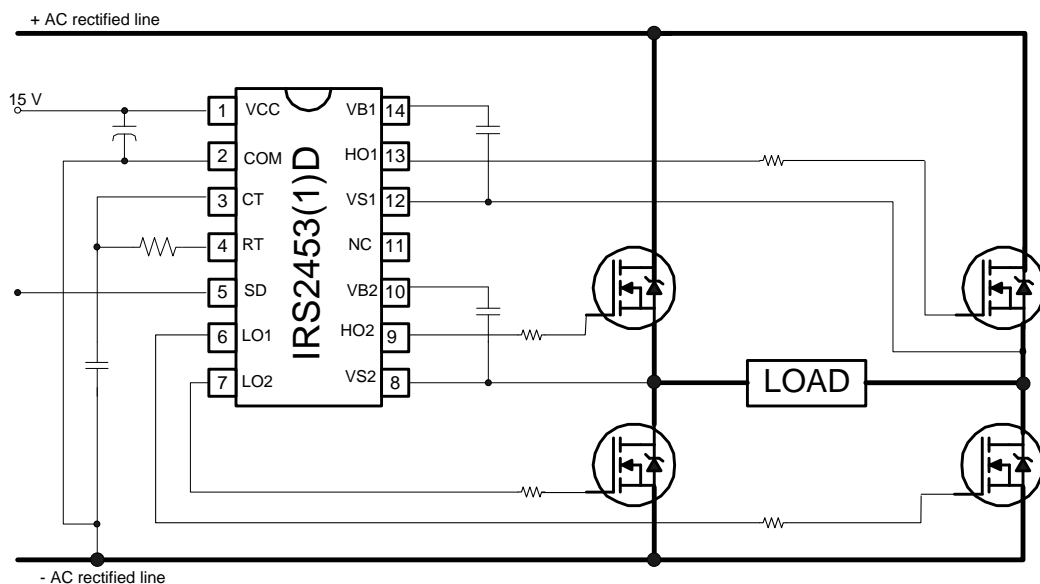 + AC rectified line
15 V
1 VCC VB1 14
2 COM HO1 13
3 CT VS1 12
4 RT NC 11
5 SD VB2 10
6 LO1 HO2 9
7 LO2 VS2 8
IRS2453(1)D
LOAD
- AC rectified line